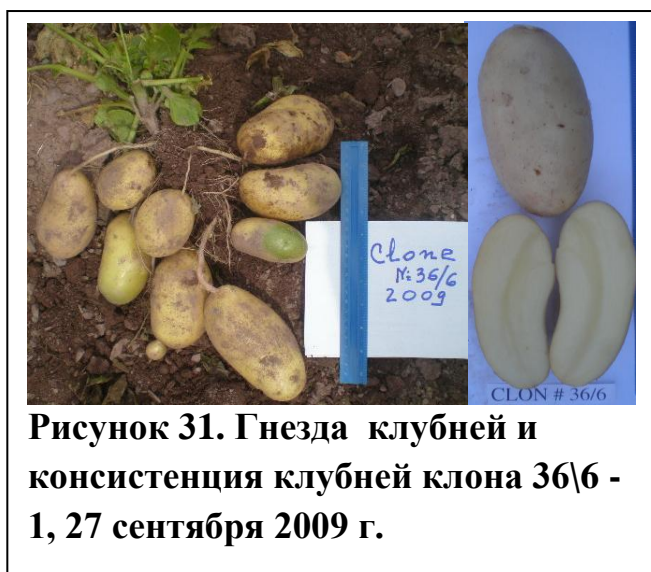 Clone
№ 36/6
2009
CLON # 36/6
Рисунок 31. Гнезда клубней и
консистенция клубней клона 36\6 -
1, 27 сентября 2009 г.